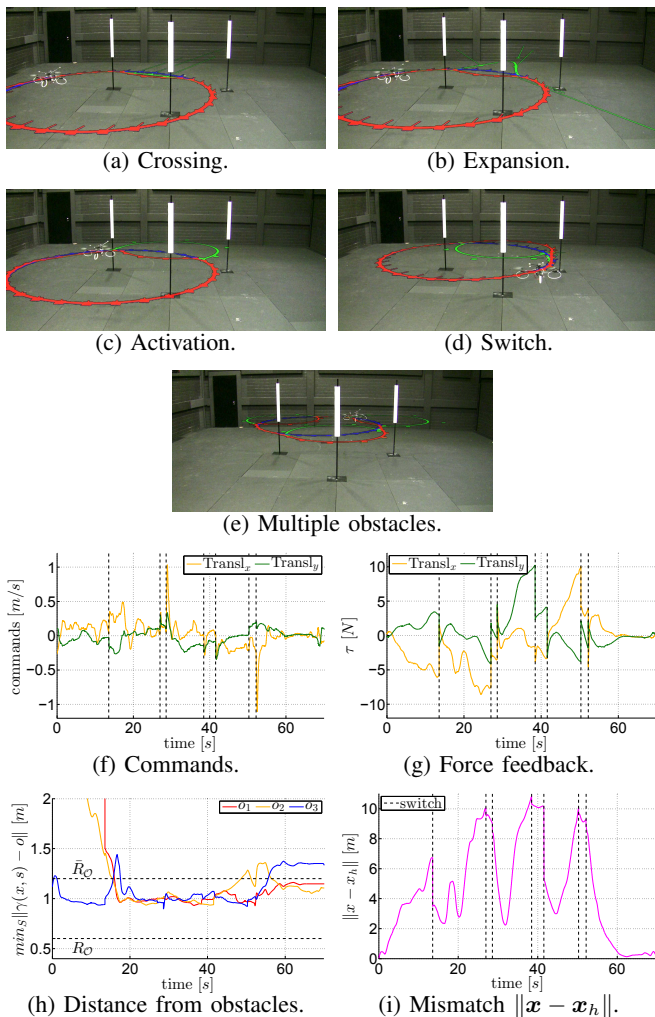 (a) Crossing.
(b) Expansion.
(c) Activation.
(d) Switch.
(e) Multiple obstacles.
Transl_x Transl_y
commands [m/s]
1
0.5
0
−0.5
−1
0 20 40 60
time [s]
(f) Commands.
Transl_x Transl_y
τ [N]
10
5
0
−5
−10
0 20 40 60
time [s]
(g) Force feedback.
o_1 o_2 o_3
min_S‖γ(x, s) − o‖ [m]
2
1.5
R̄_𝒪
1
R_𝒪
0.5
0 20 40 60
time [s]
(h) Distance from obstacles.
switch
‖x − x_h‖ [m]
10
8
6
4
2
0
0 20 40 60
time [s]
(i) Mismatch ‖x − x_h‖.